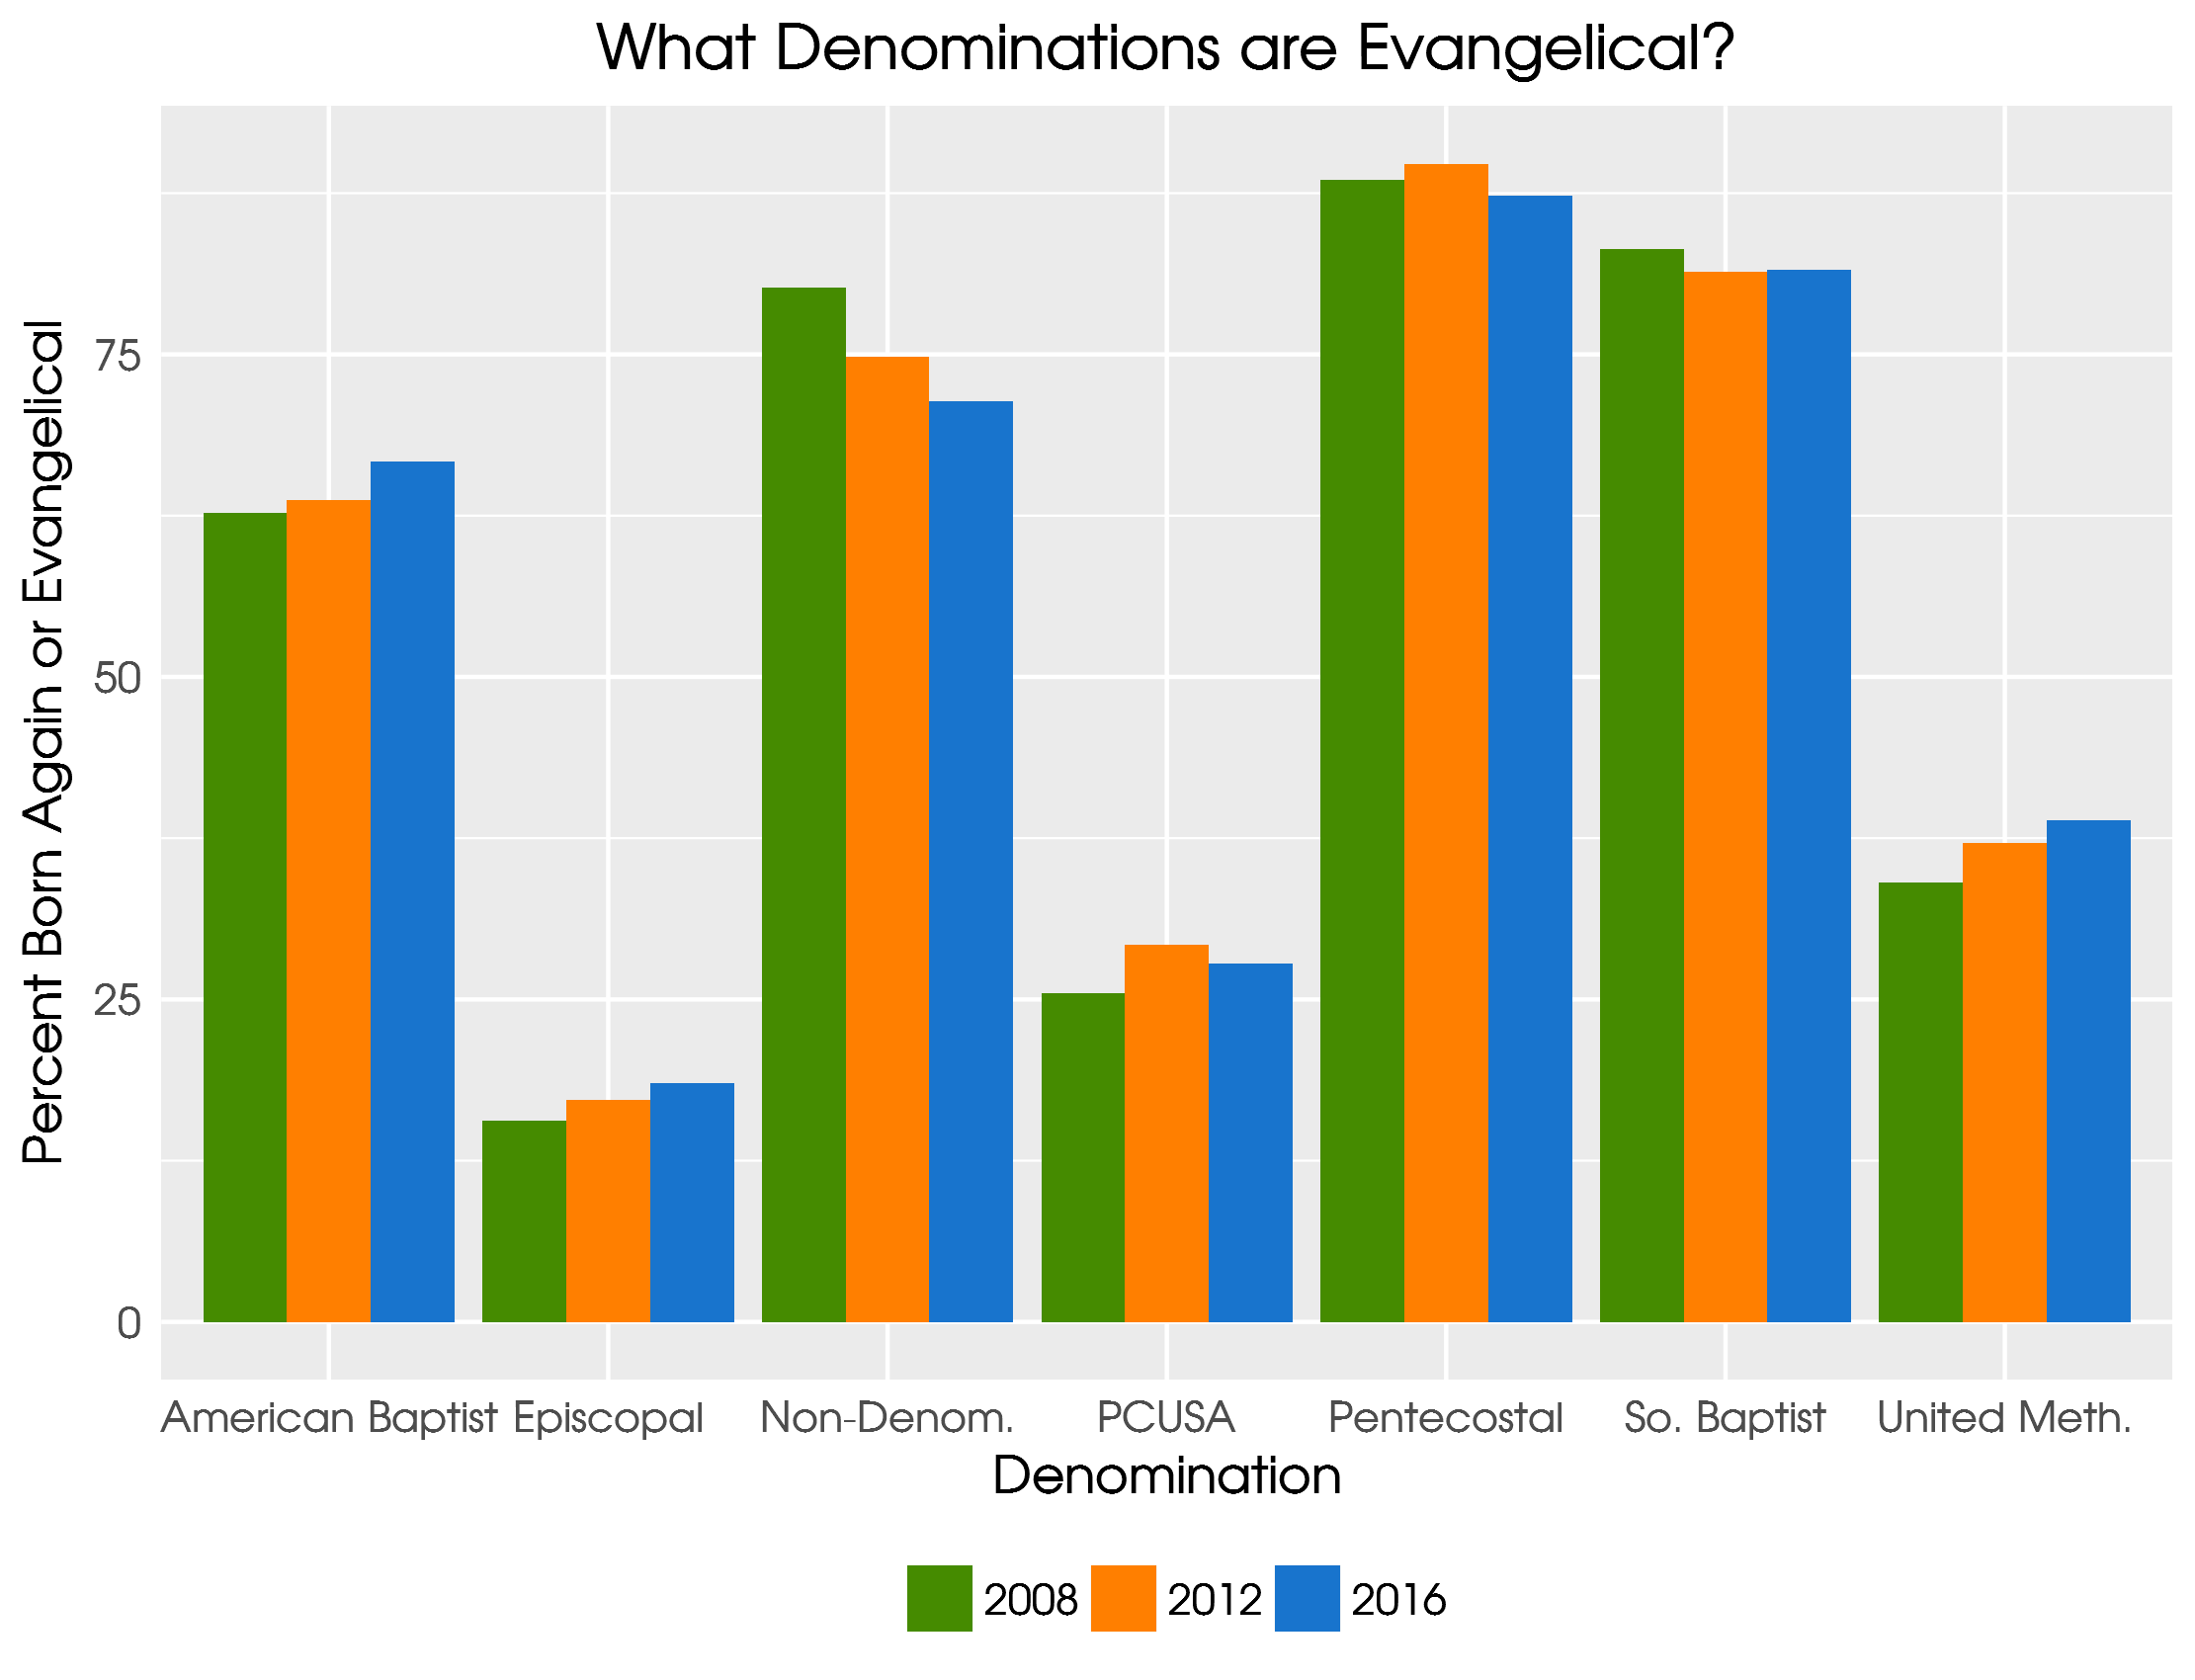 What Denominations are Evangelical?
Percent Born Again or Evangelical
75
50
25
0
American Baptist Episcopal Non-Denom. PCUSA Pentecostal So. Baptist United Meth.
Denomination
2008 2012 2016